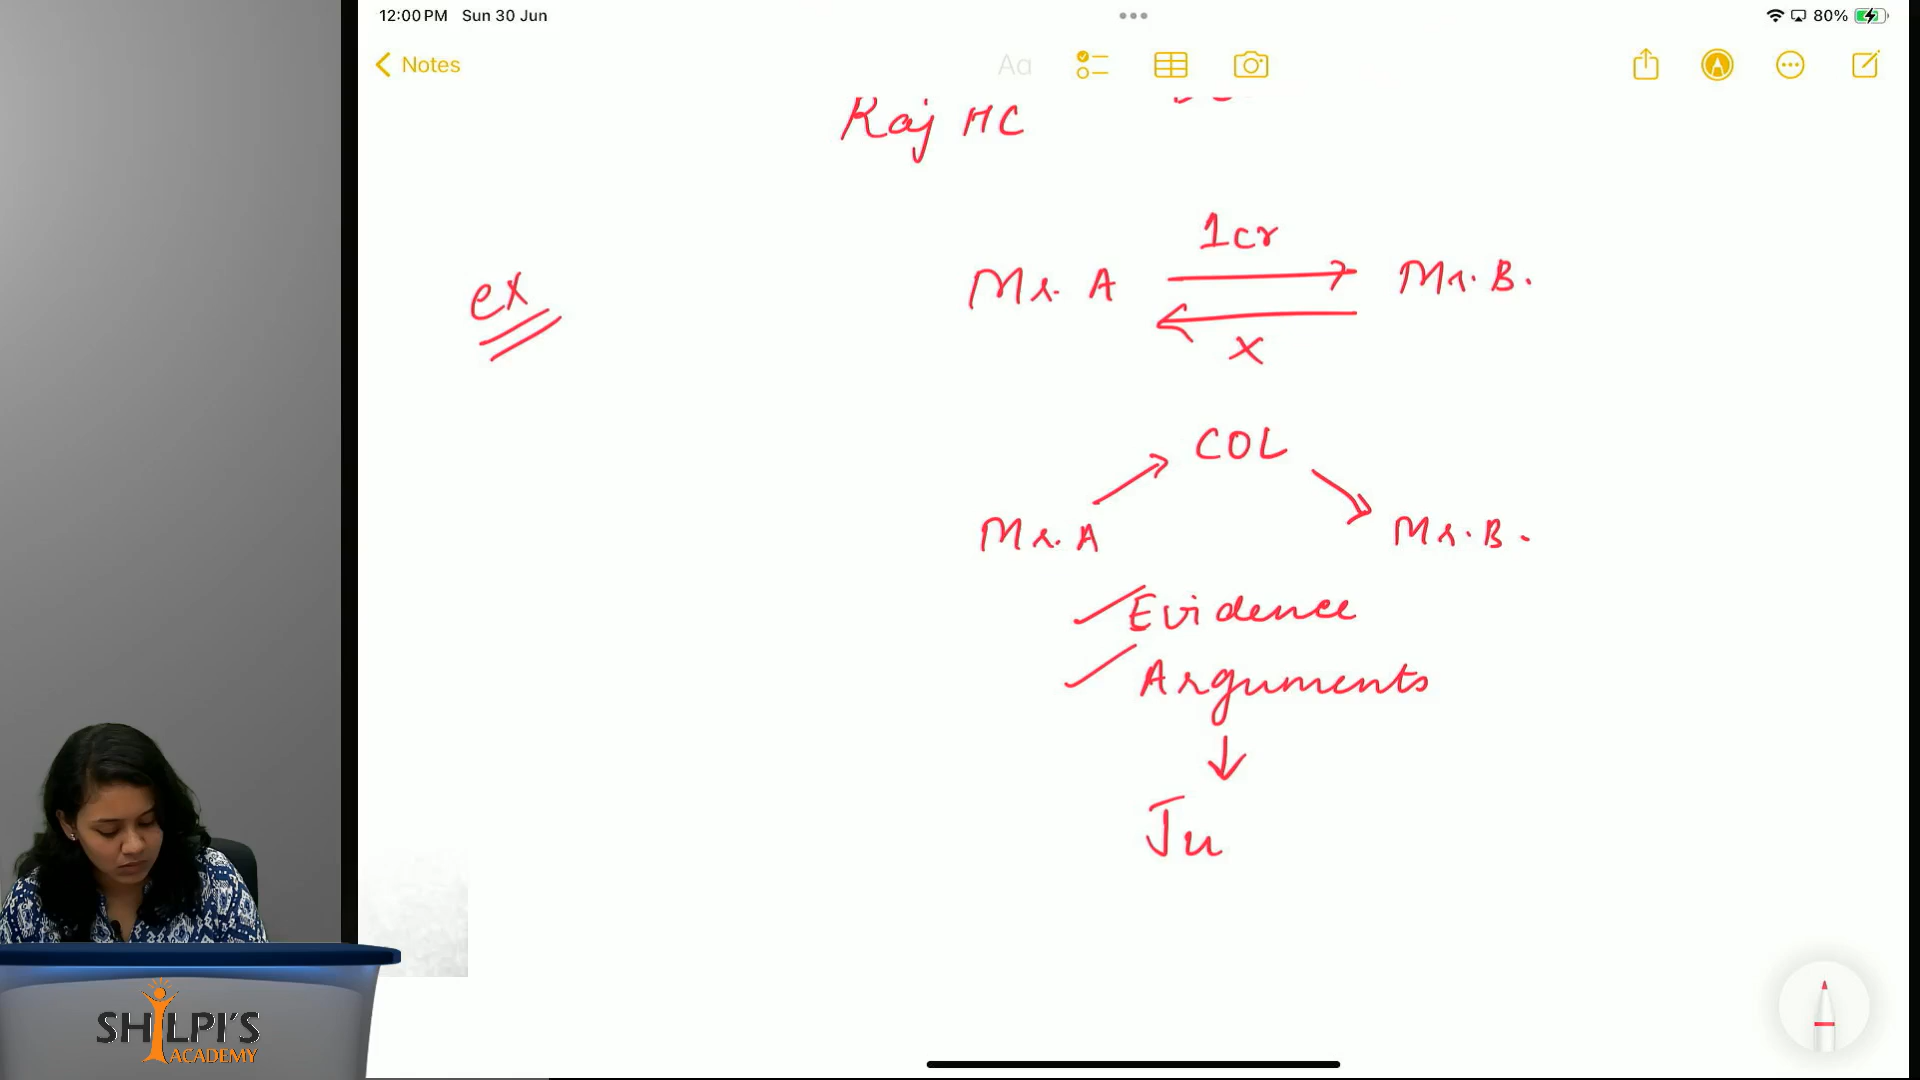 12:00 PM Sun 30 Jun
80%
Notes
Aa
Raj HC
1cr
ex
Mr. A
Mr. B.
x
COL
Mr. A
Mr. B.
Evidence
Arguments
Ju
SHILPI'S
ACADEMY